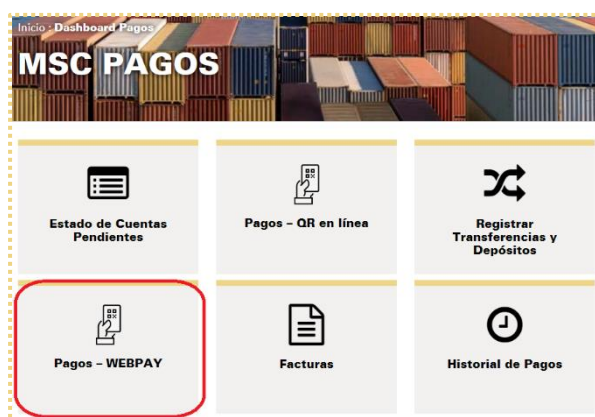 Inicio : Dashboard Pagos
MSC PAGOS
Estado de Cuentas
Pendientes
Pagos – QR en línea
Registrar
Transferencias y
Depósitos
Pagos – WEBPAY
Facturas
Historial de Pagos